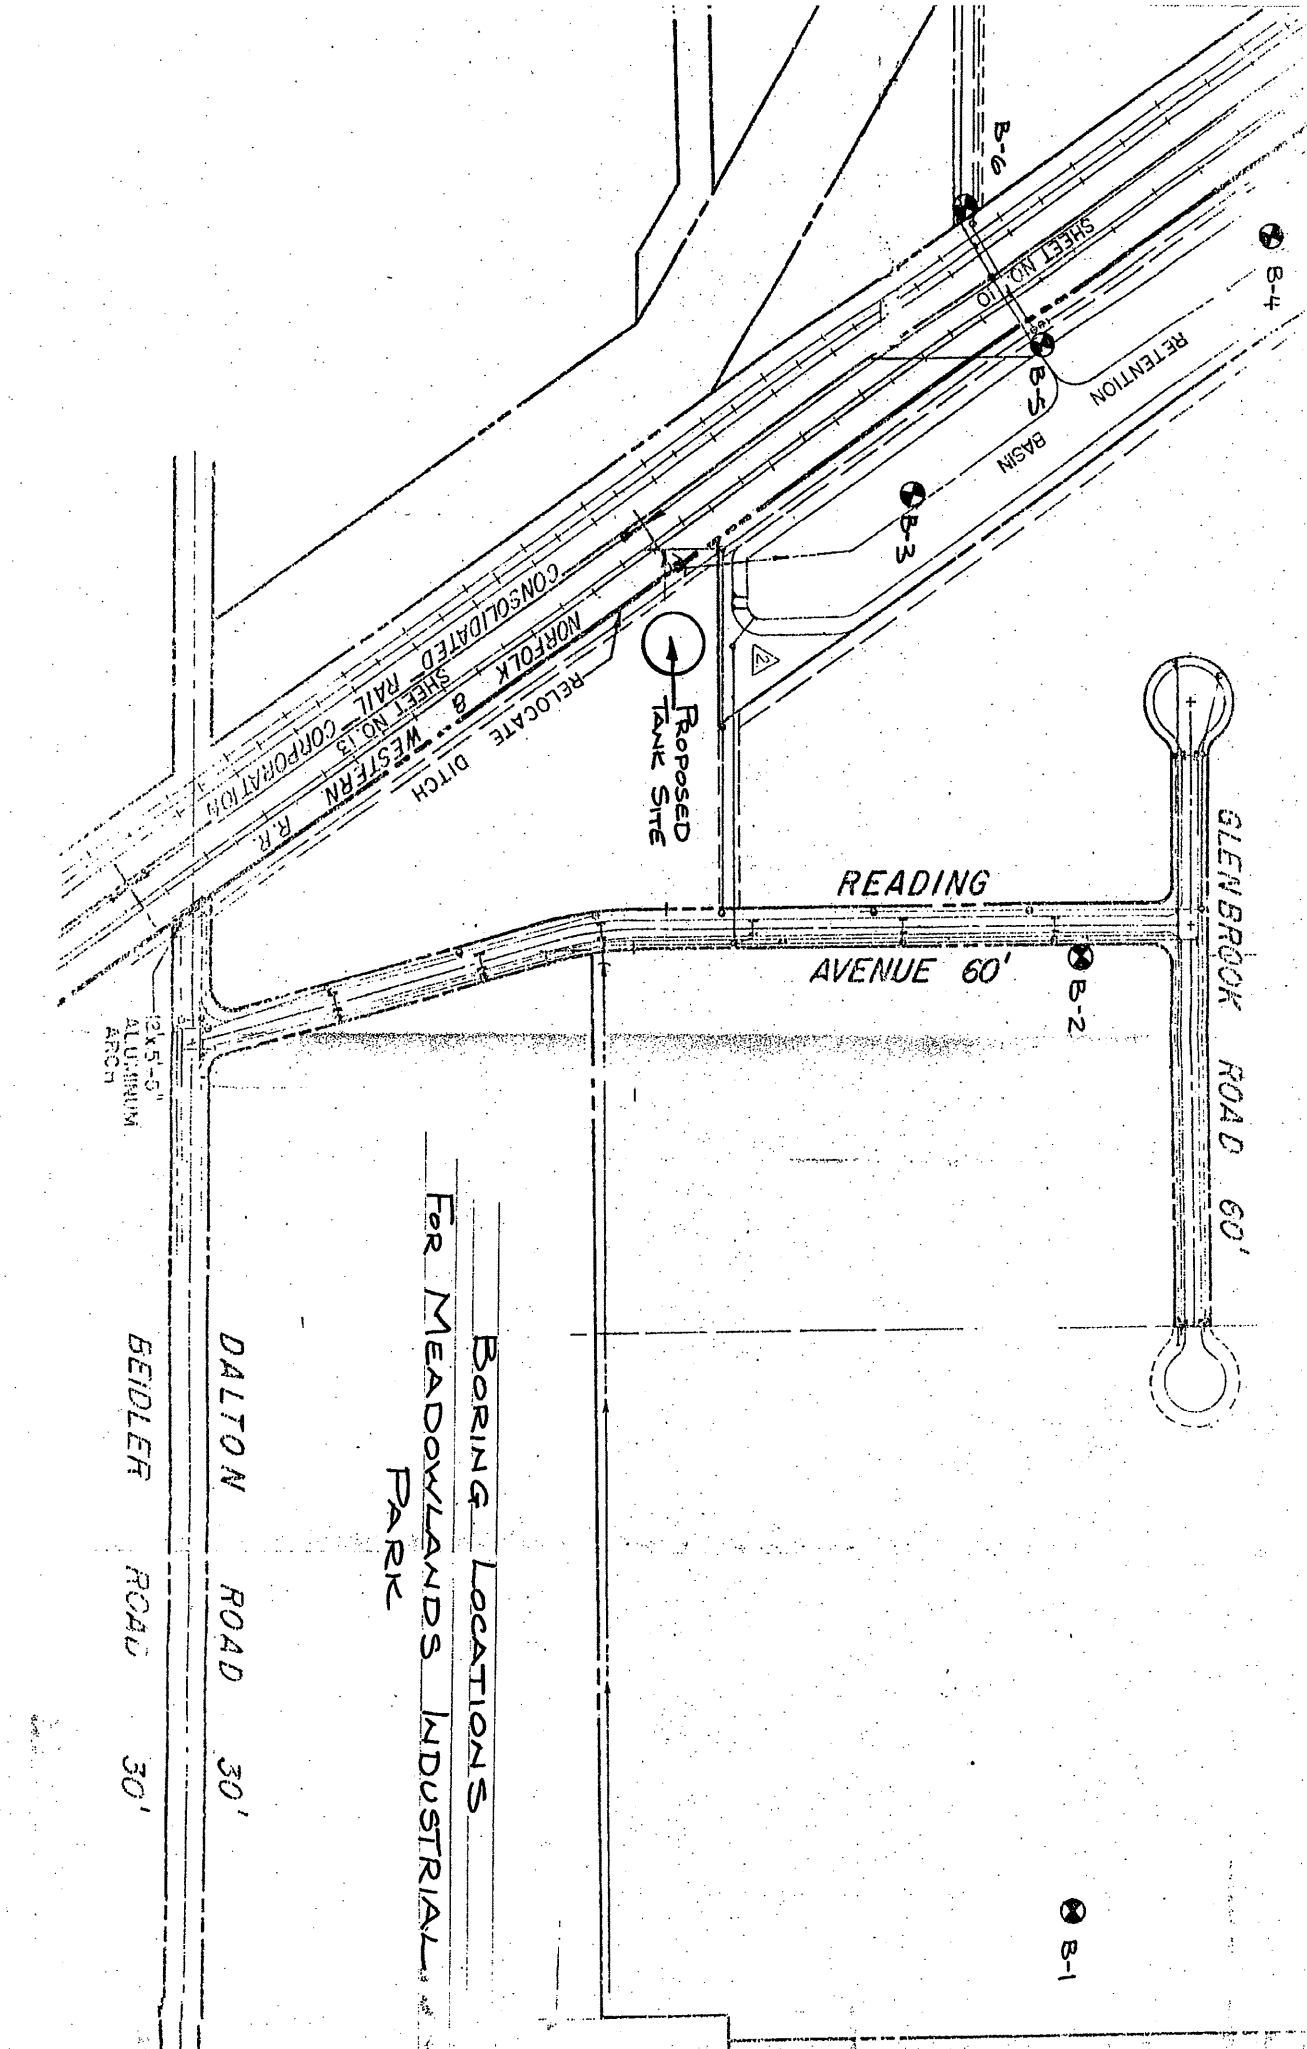 B-6
B-4
SHEET NO. 10
RETENTION
BASIN
B-5
B-3
CONSOLIDATED RAIL CORPORATION
SHEET NO. 13
NORFOLK & WESTERN R.R.
RELOCATE DITCH
2
PROPOSED
TANK SITE
READING
AVENUE 60'
GLENBROOK ROAD 60'
B-2
12'x5'-5"
ALUMINUM
ARCH
BORING LOCATIONS
FOR MEADOWLANDS INDUSTRIAL
PARK
DALTON ROAD 30'
BEIDLER ROAD 30'
B-1